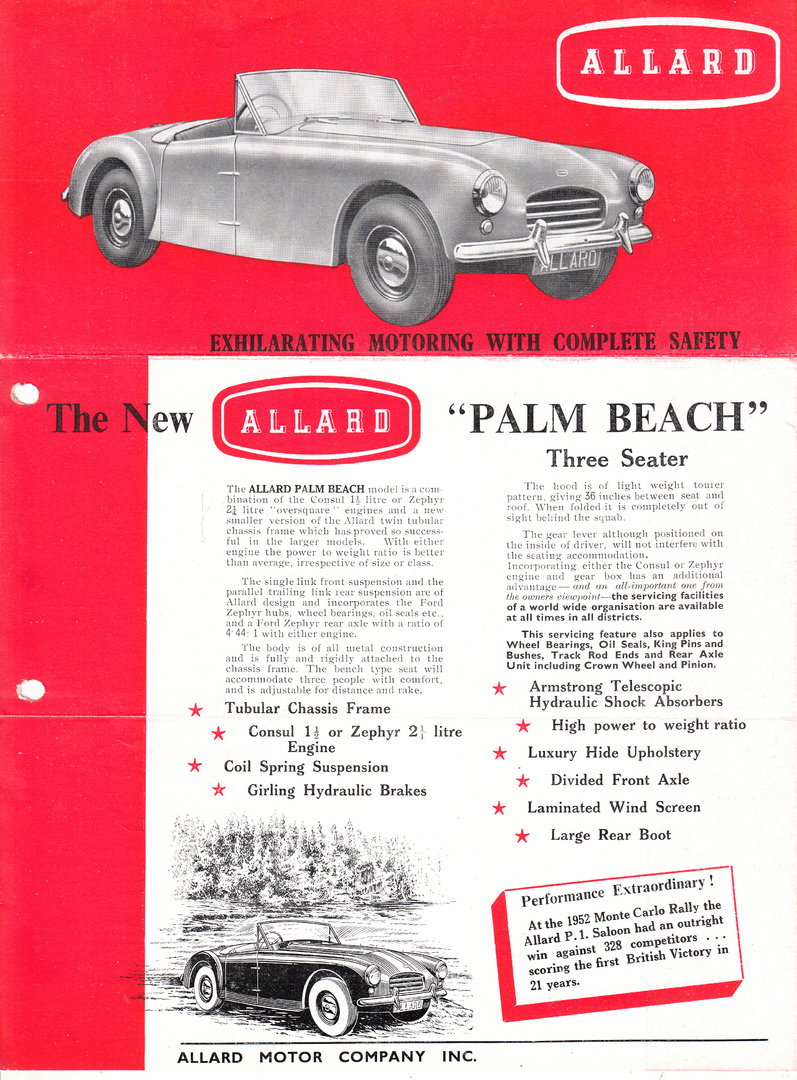 ALLARD
ALLARD
EXHILARATING MOTORING WITH COMPLETE SAFETY
The New ALLARD "PALM BEACH"
Three Seater
The ALLARD PALM BEACH model is a com-
bination of the Consul 1½ litre or Zephyr
2¼ litre "oversquare" engines and a new
smaller version of the Allard twin tubular
chassis frame which has proved so success-
ful in the larger models. With either
engine the power to weight ratio is better
than average, irrespective of size or class.
The single link front suspension and the
parallel trailing link rear suspension are of
Allard design and incorporates the Ford
Zephyr hubs, wheel bearings, oil seals etc.,
and a Ford Zephyr rear axle with a ratio of
4·44: 1 with either engine.
The body is of all metal construction
and is fully and rigidly attached to the
chassis frame. The bench type seat will
accommodate three people with comfort,
and is adjustable for distance and rake.
★ Tubular Chassis Frame
★ Consul 1½ or Zephyr 2¼ litre
Engine
★ Coil Spring Suspension
★ Girling Hydraulic Brakes
The hood is of light weight tourer
pattern, giving 36 inches between seat and
roof. When folded it is completely out of
sight behind the squab.
The gear lever although positioned on
the inside of driver, will not interfere with
the seating accommodation.
Incorporating either the Consul or Zephyr
engine and gear box has an additional
advantage — and an all-important one from
the owners viewpoint—the servicing facilities
of a world wide organisation are available
at all times in all districts.
This servicing feature also applies to
Wheel Bearings, Oil Seals, King Pins and
Bushes, Track Rod Ends and Rear Axle
Unit including Crown Wheel and Pinion.
★ Armstrong Telescopic
Hydraulic Shock Absorbers
★ High power to weight ratio
★ Luxury Hide Upholstery
★ Divided Front Axle
★ Laminated Wind Screen
★ Large Rear Boot
Performance Extraordinary!
At the 1952 Monte Carlo Rally the
Allard P.1. Saloon had an outright
win against 328 competitors . . .
scoring the first British Victory in
21 years.
ALLARD
ALLARD MOTOR COMPANY INC.